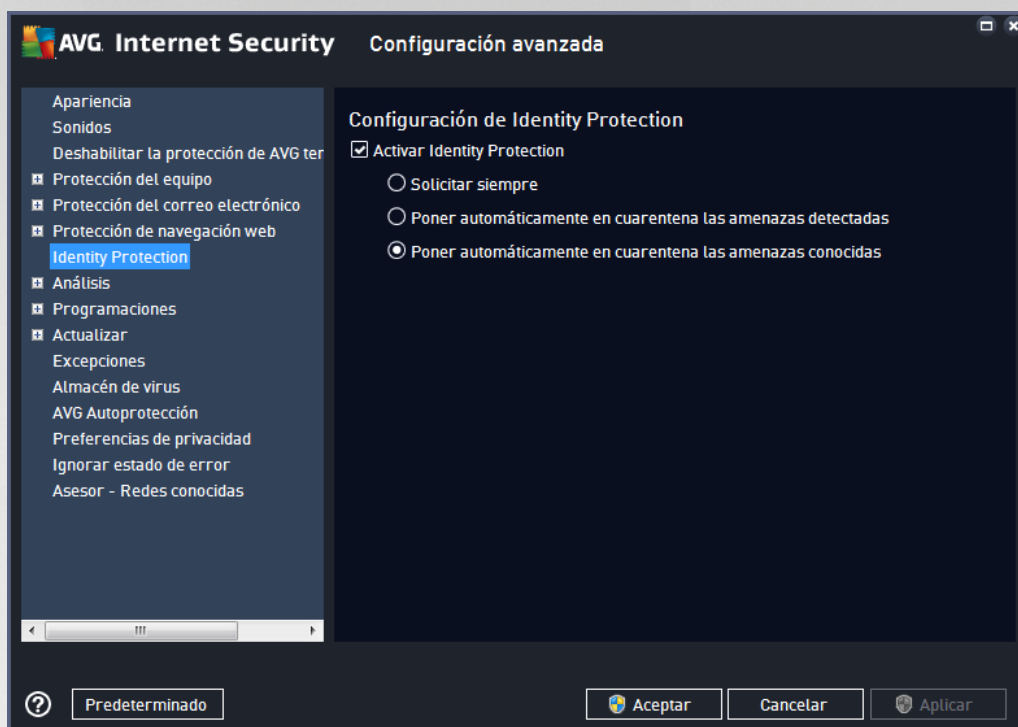 AVG. Internet Security
Configuración avanzada
Apariencia
Sonidos
Deshabilitar la protección de AVG ter
Protección del equipo
Protección del correo electrónico
Protección de navegación web
Identity Protection
Análisis
Programaciones
Actualizar
Excepciones
Almacén de virus
AVG Autoprotección
Preferencias de privacidad
Ignorar estado de error
Asesor - Redes conocidas
Configuración de Identity Protection
Activar Identity Protection
Solicitar siempre
Poner automáticamente en cuarentena las amenazas detectadas
Poner automáticamente en cuarentena las amenazas conocidas
?
Predeterminado
Aceptar
Cancelar
Aplicar